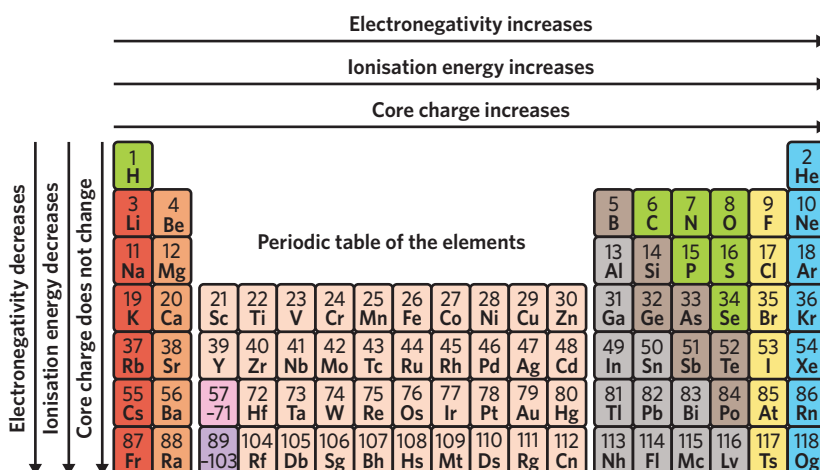 Electronegativity increases
Ionisation energy increases
Core charge increases
Electronegativity decreases
Ionisation energy decreases
Core charge does not change
Periodic table of the elements
1 2
H He
3 4 5 6 7 8 9 10
Li Be B C N O F Ne
11 12 13 14 15 16 17 18
Na Mg Al Si P S Cl Ar
19 20 21 22 23 24 25 26 27 28 29 30 31 32 33 34 35 36
K Ca Sc Ti V Cr Mn Fe Co Ni Cu Zn Ga Ge As Se Br Kr
37 38 39 40 41 42 43 44 45 46 47 48 49 50 51 52 53 54
Rb Sr Y Zr Nb Mo Tc Ru Rh Pd Ag Cd In Sn Sb Te I Xe
55 56 57 72 73 74 75 76 77 78 79 80 81 82 83 84 85 86
Cs Ba –71 Hf Ta W Re Os Ir Pt Au Hg Tl Pb Bi Po At Rn
87 88 89 104 105 106 107 108 109 110 111 112 113 114 115 116 117 118
Fr Ra –103 Rf Db Sg Bh Hs Mt Ds Rg Cn Nh Fl Mc Lv Ts Og